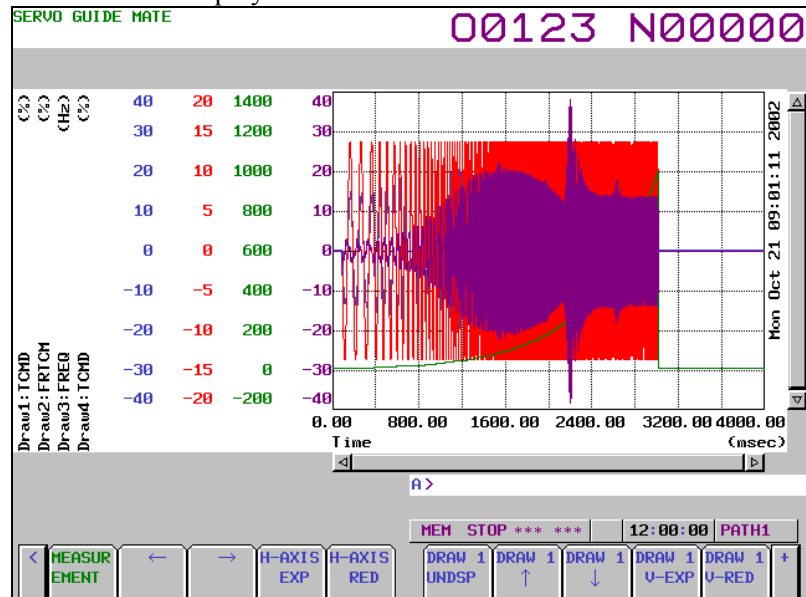 SERVO GUIDE MATE
O0123 N00000
(%) (%) (Hz) (%)
40 20 1400 40
30 15 1200 30
20 10 1000 20
10 5 800 10
0 0 600 0
-10 -5 400 -10
-20 -10 200 -20
-30 -15 0 -30
-40 -20 -200 -40
Draw1:TCMD
Draw2:FRTCM
Draw3:FREQ
Draw4:TCMD
Mon Oct 21 09:01:11 2002
0.00 800.00 1600.00 2400.00 3200.00 4000.00
Time (msec)
A>
MEM STOP *** *** 12:00:00 PATH1
< MEASUREMENT ← → H-AXIS EXP H-AXIS RED DRAW 1 UNDSP DRAW 1 ↑ DRAW 1 ↓ DRAW 1 V-EXP DRAW 1 V-RED +